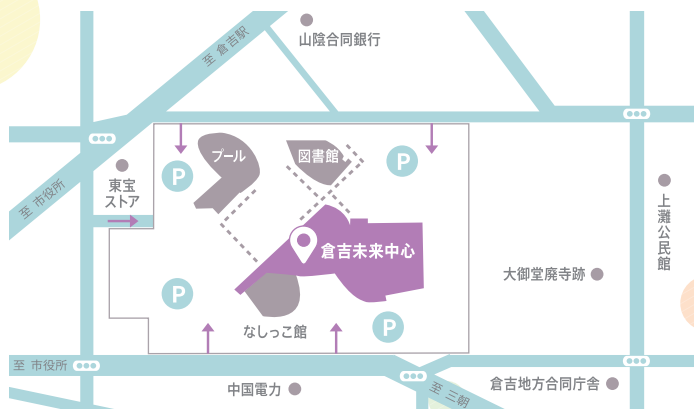 山陰合同銀行
至 倉吉駅
プール
図書館
P
P
東宝
ストア
至 市役所
上灘公民館
倉吉未来中心
大御堂廃寺跡
P
P
なしっこ館
至 市役所
中国電力
至 三朝
倉吉地方合同庁舎